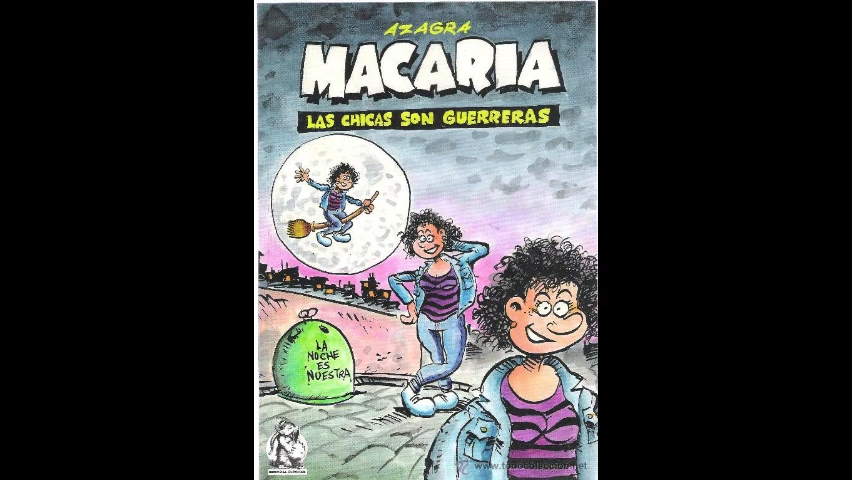 AZAGRA
MACARIA
LAS CHICAS SON GUERRERAS
LA
NOCHE
ES
NUESTRA
www.todocoleccion.net